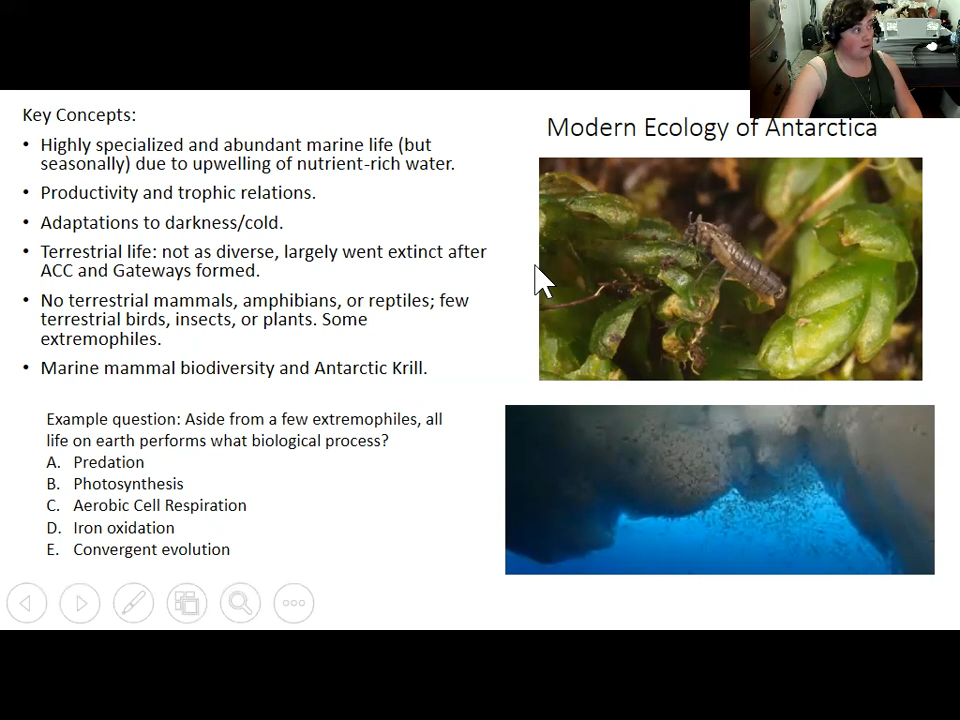 Key Concepts:
Modern Ecology of Antarctica
• Highly specialized and abundant marine life (but
seasonally) due to upwelling of nutrient-rich water.
• Productivity and trophic relations.
• Adaptations to darkness/cold.
• Terrestrial life: not as diverse, largely went extinct after
ACC and Gateways formed.
• No terrestrial mammals, amphibians, or reptiles; few
terrestrial birds, insects, or plants. Some
extremophiles.
• Marine mammal biodiversity and Antarctic Krill.
Example question: Aside from a few extremophiles, all
life on earth performs what biological process?
A. Predation
B. Photosynthesis
C. Aerobic Cell Respiration
D. Iron oxidation
E. Convergent evolution